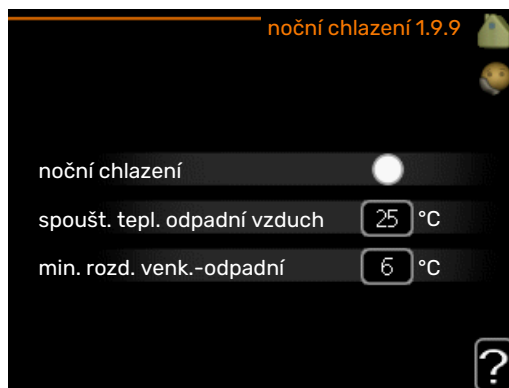 noční chlazení 1.9.9
noční chlazení
spoušt. tepl. odpadní vzduch 25 °C
min. rozd. venk.-odpadní 6 °C
?